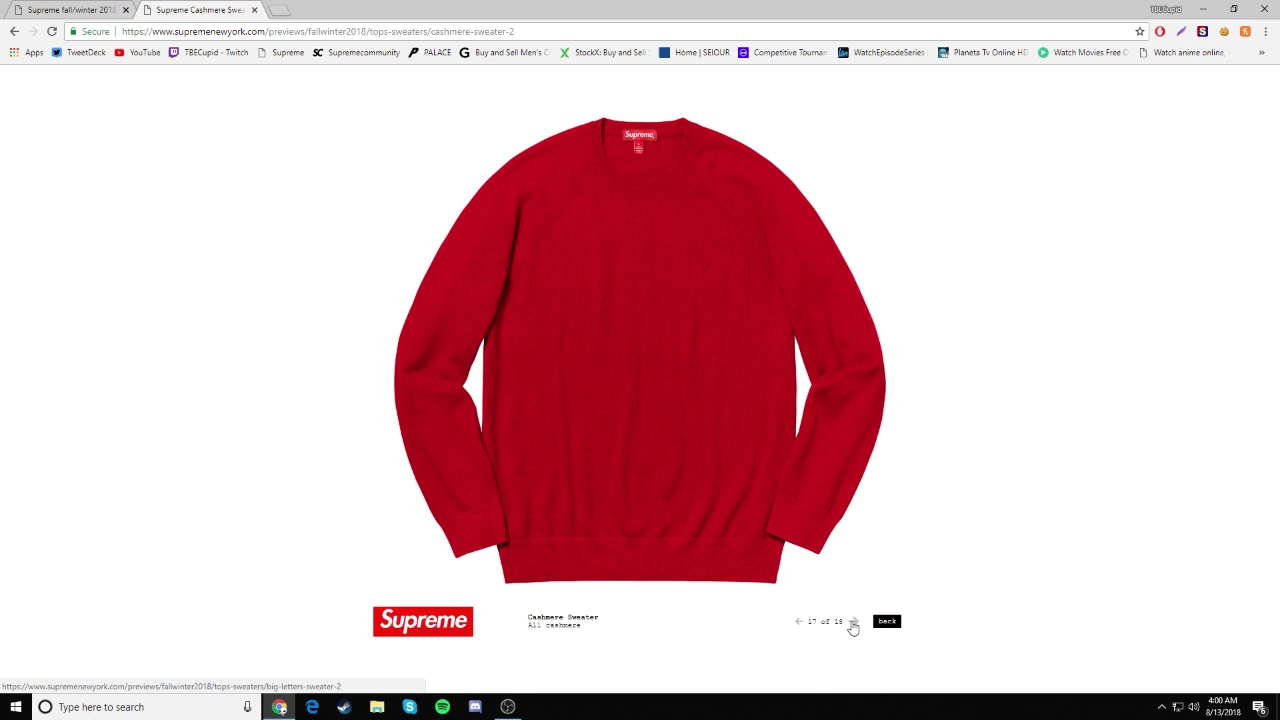 Supreme fall/winter 2018
Supreme Cashmere Swea
Secure
https://www.supremenewyork.com/previews/fallwinter2018/tops-sweaters/cashmere-sweater-2
Apps
TweetDeck
YouTube
TBECupid - Twitch
Supreme
Supremecommunity
PALACE
Buy and Sell Men's C
StockX: Buy and Sell
Home | SEOUR
Competitive Tournam
WatchEpisodeSeries
Planeta Tv Online HD
Watch Movies Free O
Watch anime online,
Supreme
Supreme
Cashmere Sweater
All cashmere
17 of 18
back
https://www.supremenewyork.com/previews/fallwinter2018/tops-sweaters/big-letters-sweater-2
Type here to search
4:00 AM
8/13/2018